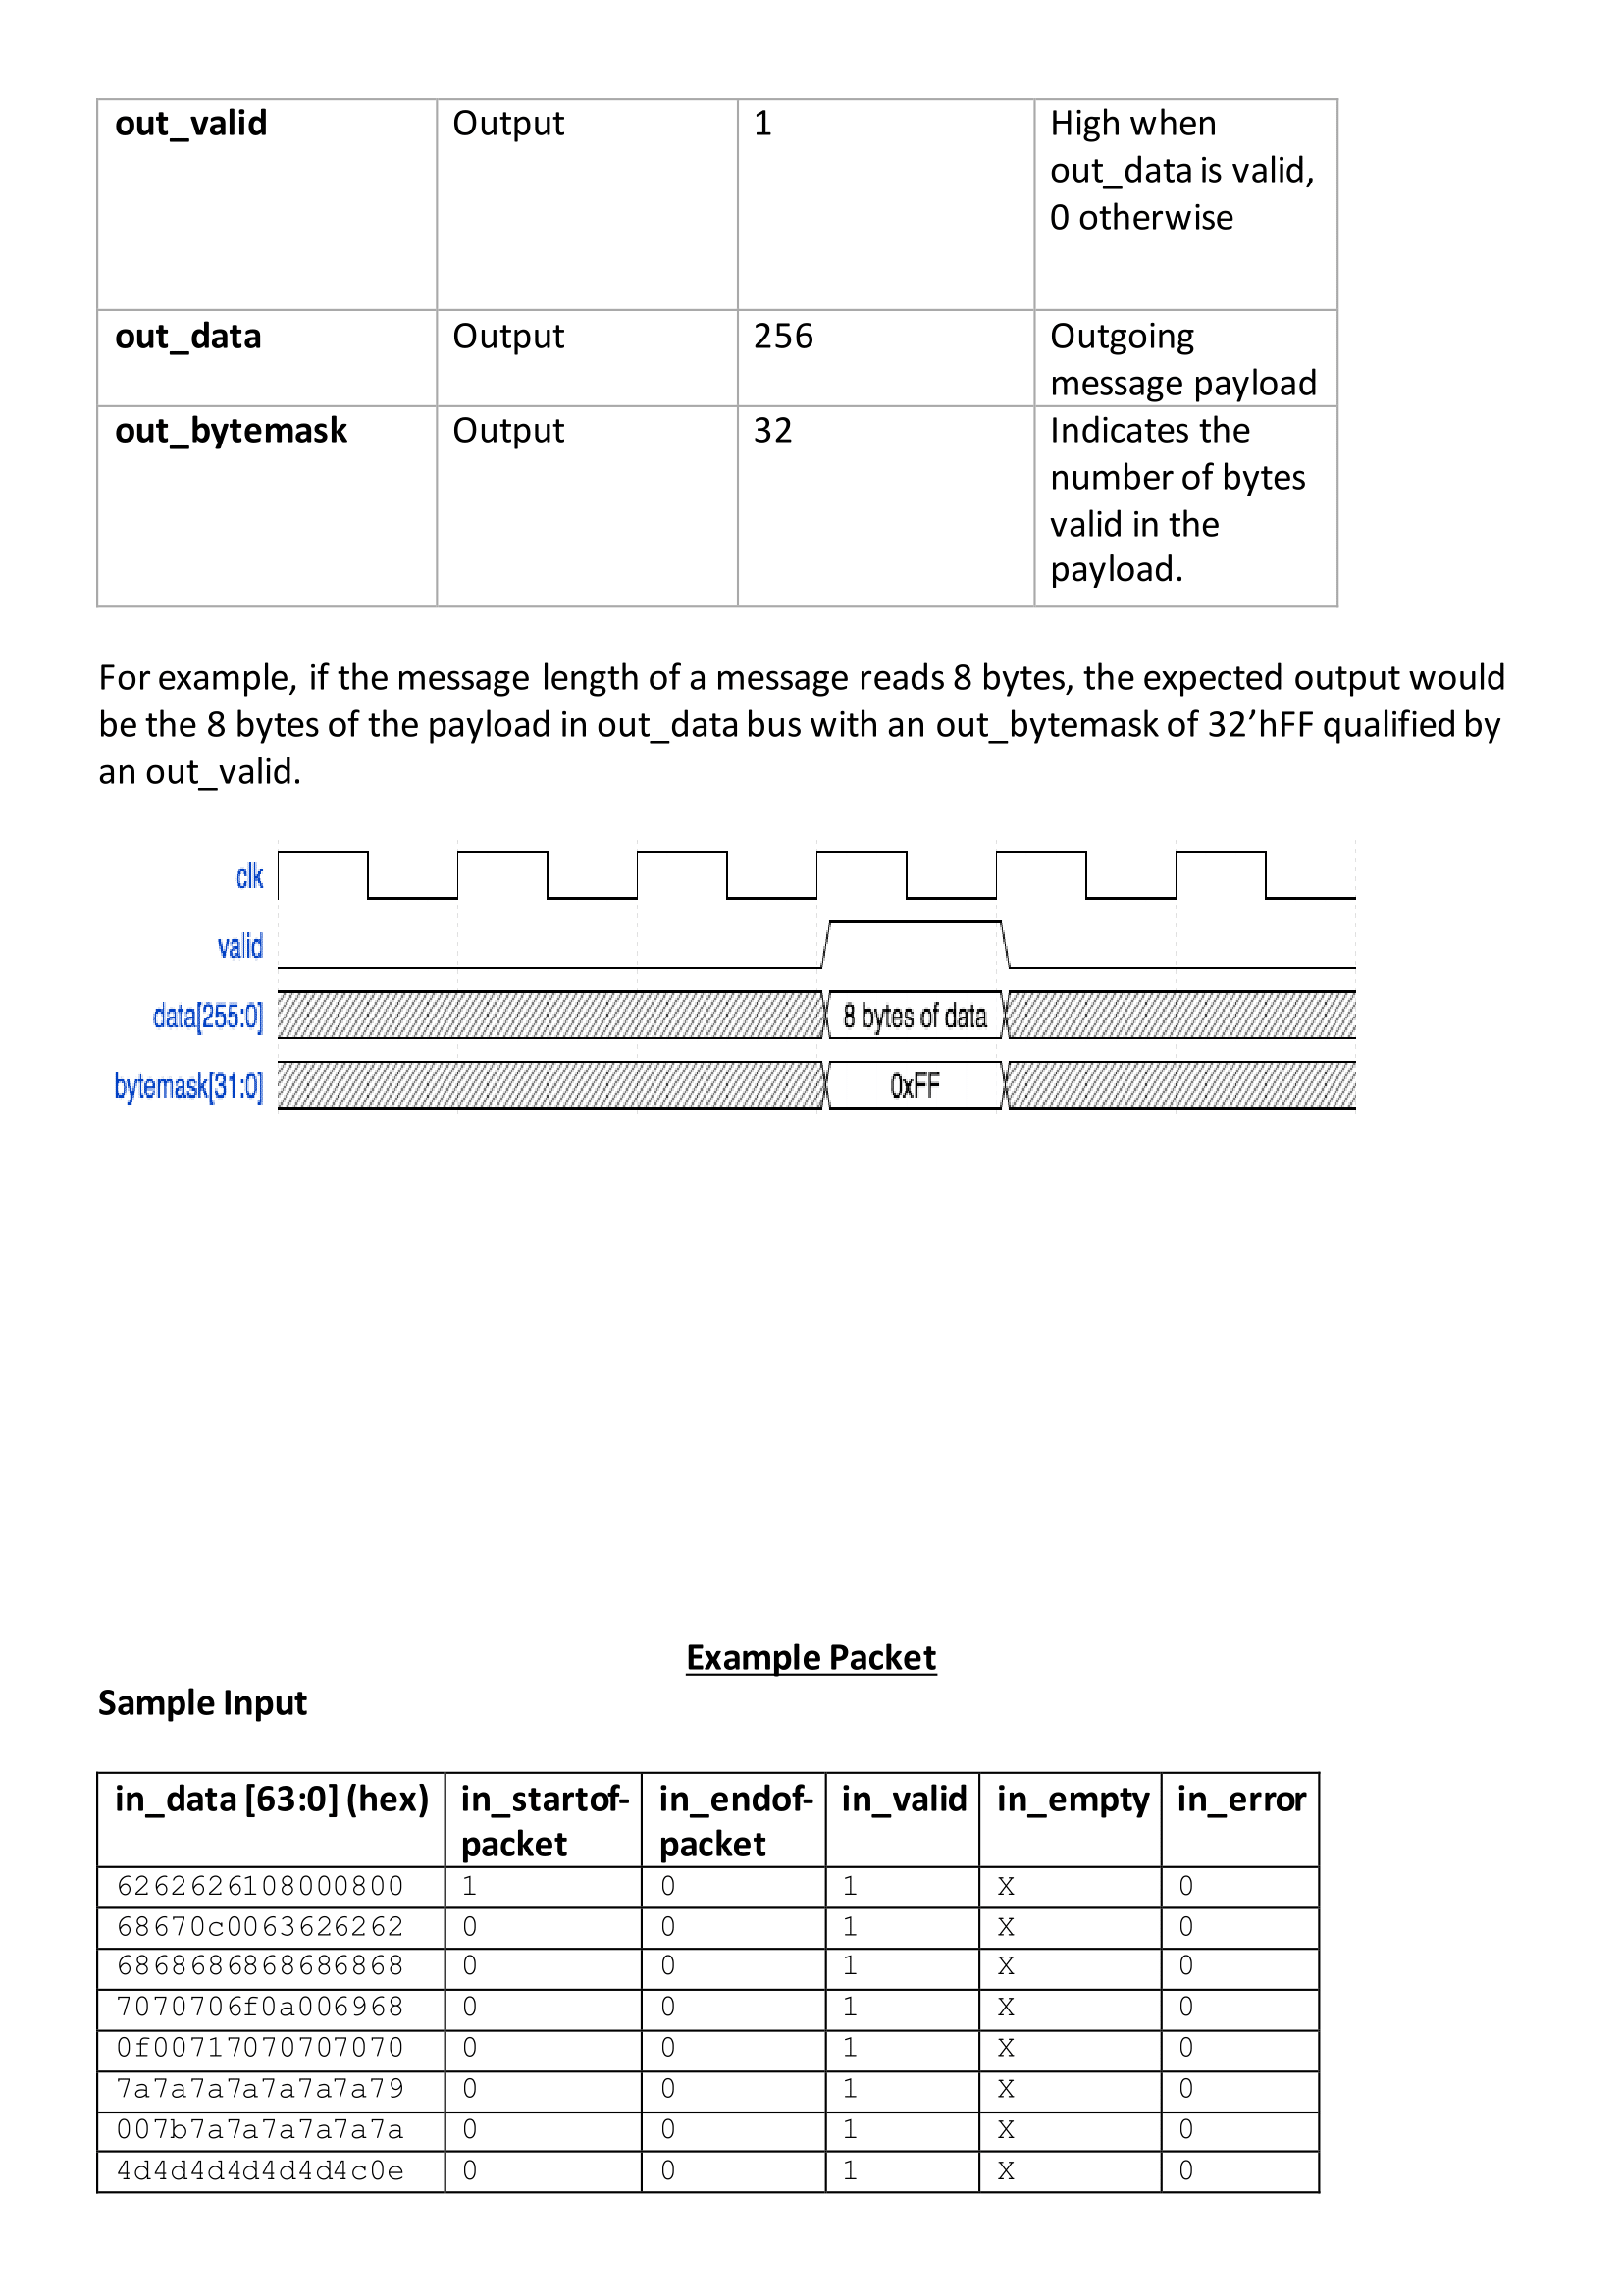 out_valid Output 1 High when
out_data is valid,
0 otherwise
out_data Output 256 Outgoing
message payload
out_bytemask Output 32 Indicates the
number of bytes
valid in the
payload.
For example, if the message length of a message reads 8 bytes, the expected output would
be the 8 bytes of the payload in out_data bus with an out_bytemask of 32’hFF qualified by
an out_valid.
clk
valid
data[255:0] 8 bytes of data
bytemask[31:0] 0xFF
Example Packet
Sample Input
in_data [63:0] (hex) in_startof- in_endof- in_valid in_empty in_error
packet packet
6262626108000800 1 0 1 X 0
68670c0063626262 0 0 1 X 0
6868686868686868 0 0 1 X 0
7070706f0a006968 0 0 1 X 0
0f00717070707070 0 0 1 X 0
7a7a7a7a7a7a7a79 0 0 1 X 0
007b7a7a7a7a7a7a 0 0 1 X 0
4d4d4d4d4d4d4c0e 0 0 1 X 0